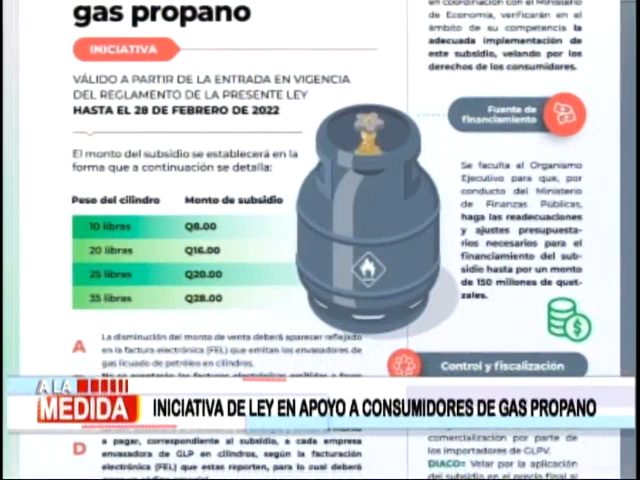 gas propano
INICIATIVA
VÁLIDO A PARTIR DE LA ENTRADA EN VIGENCIA
DEL REGLAMENTO DE LA PRESENTE LEY
HASTA EL 28 DE FEBRERO DE 2022
El monto del subsidio se establecerá en la
forma que a continuación se detalla:
Peso del cilindro Monto de subsidio
10 libras Q8.00
20 libras Q16.00
25 libras Q20.00
35 libras Q28.00
A
La disminución del monto de venta deberá aparecer reflejado
en la factura electrónica (FEL) que emitan los envasadores de
gas licuado de petróleo en cilindros.
a pagar, correspondiente al subsidio, a cada empresa
envasadora de GLP en cilindros, según la facturación
electrónica (FEL) que estas reporten, para lo cual deberá
D
en coordinación con el Ministerio
de Economía, verificarán en el
ámbito de su competencia la
adecuada implementación de
este subsidio, velando por los
derechos de los consumidores.
Fuente de
financiamiento
Se faculta al Organismo
Ejecutivo para que, por
conducto del Ministerio
de Finanzas Públicas,
haga las readecuaciones
y ajustes presupuesta-
rios necesarios para el
financiamiento del sub-
sidio hasta por un monto
de 150 millones de quet-
zales.
Control y fiscalización
comercialización por parte de
los importadores de GLPV.
DIACO= Velar por la aplicación
del subsidio en el precio final al
A LA
MEDIDA
INICIATIVA DE LEY EN APOYO A CONSUMIDORES DE GAS PROPANO